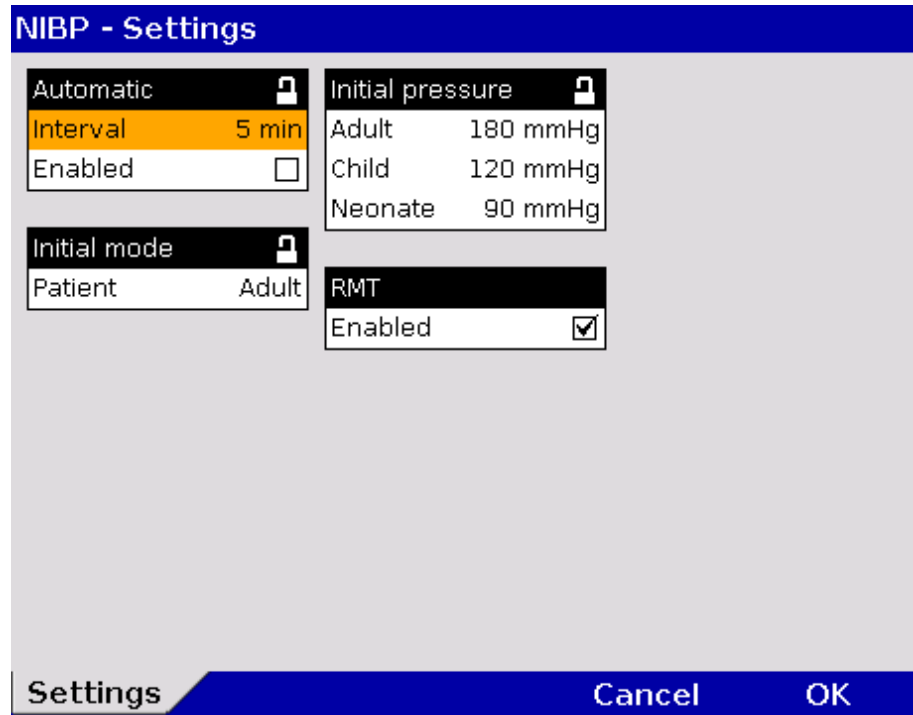 NIBP - Settings
Automatic
Interval 5 min
Enabled
Initial mode
Patient Adult
Initial pressure
Adult 180 mmHg
Child 120 mmHg
Neonate 90 mmHg
RMT
Enabled
Settings Cancel OK